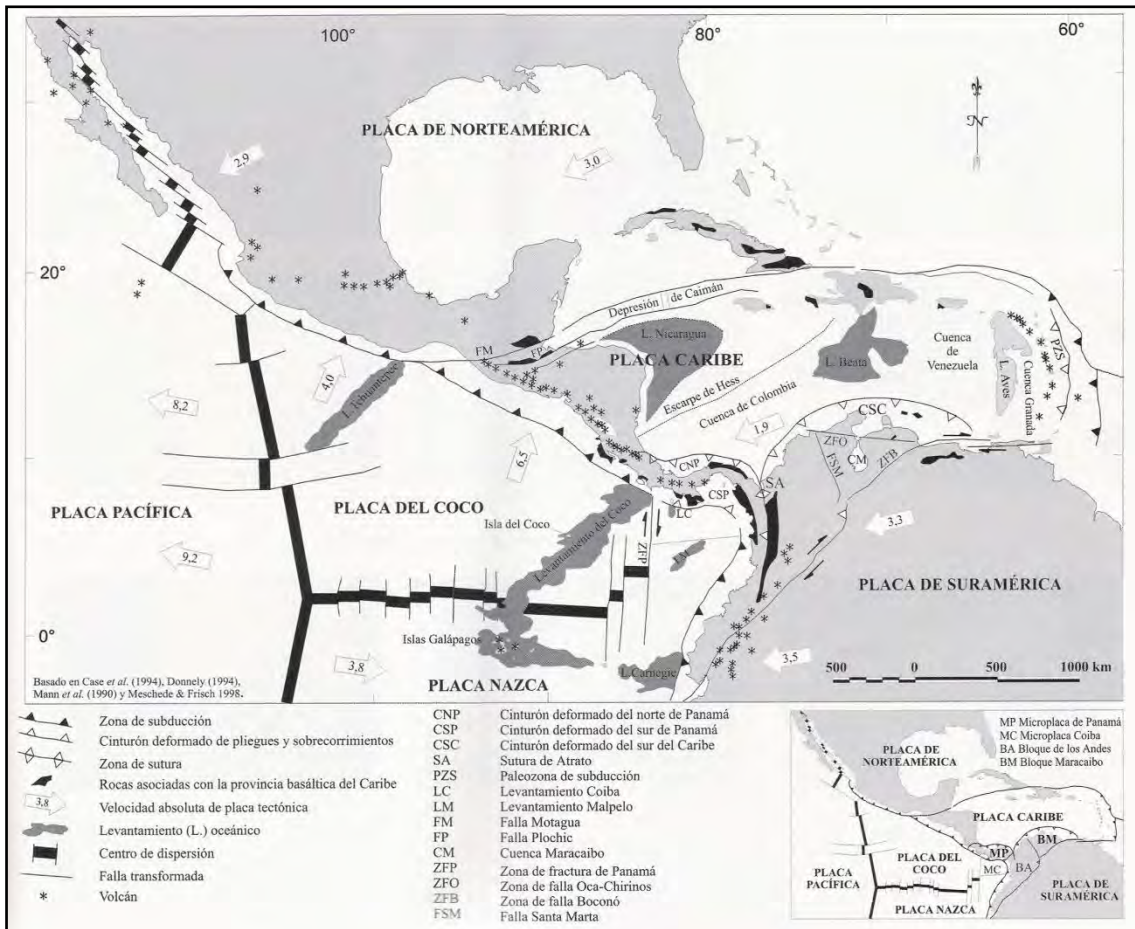 100°
80°
60°
PLACA DE NORTEAMÉRICA
N
2,9
3,0
20°
Depresión de Caimán
FM
FP
L. Nicaragua
PLACA CARIBE
L. Beata
Cuenca de
Venezuela
L. Aves
Cuenca Granada
PZS
Escarpe de Hess
Cuenca de Colombia
L. Tehuantepec
4,0
8,2
6,5
1,9
CSC
ZFO
CM
FSM
ZFB
CNP
SA
CSP
LC
PLACA PACÍFICA
PLACA DEL COCO
Isla del Coco
Levantamiento del Coco
ZFP
LM
3,3
9,2
PLACA DE SURAMÉRICA
0°
Islas Galápagos
3,8
L. Carnegie
3,5
PLACA NAZCA
500 0 500 1000 km
Basado en Case et al. (1994), Donnely (1994),
Mann et al. (1990) y Meschede & Frisch 1998.
Zona de subducción
Cinturón deformado de pliegues y sobrecorrimientos
Zona de sutura
Rocas asociadas con la provincia basáltica del Caribe
3,8 Velocidad absoluta de placa tectónica
Levantamiento (L.) oceánico
Centro de dispersión
Falla transformada
Volcán
CNP Cinturón deformado del norte de Panamá
CSP Cinturón deformado del sur de Panamá
CSC Cinturón deformado del sur del Caribe
SA Sutura de Atrato
PZS Paleozona de subducción
LC Levantamiento Coiba
LM Levantamiento Malpelo
FM Falla Motagua
FP Falla Plochic
CM Cuenca Maracaibo
ZFP Zona de fractura de Panamá
ZFO Zona de falla Oca-Chirinos
ZFB Zona de falla Boconó
FSM Falla Santa Marta
MP Microplaca de Panamá
MC Microplaca Coiba
BA Bloque de los Andes
BM Bloque Maracaibo
PLACA DE
NORTEAMÉRICA
PLACA CARIBE
BM
MP
MC
BA
PLACA DEL
COCO
PLACA
PACÍFICA
PLACA DE
SURAMÉRICA
PLACA NAZCA